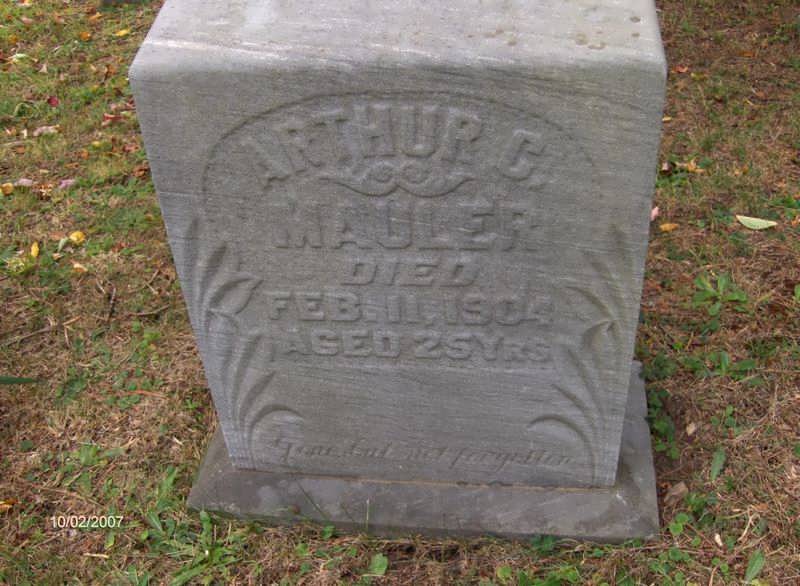 ARTHUR C.
MAULER
DIED
FEB. 11. 1904
AGED 25 YRS
Gone, but not forgotten
10/02/2007